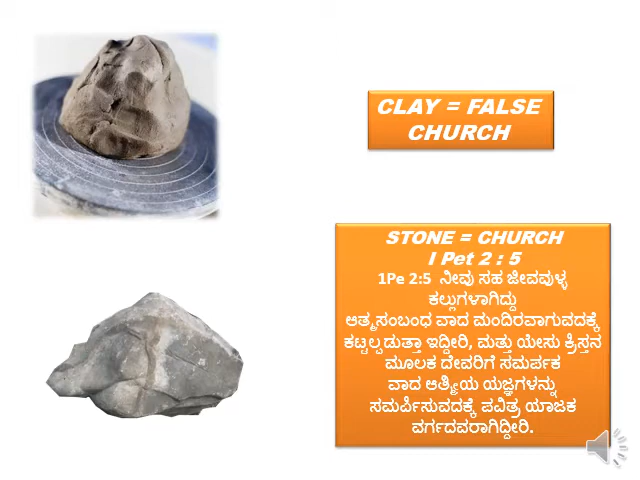 CLAY = FALSE
CHURCH
STONE = CHURCH
I Pet 2 : 5
1Pe 2:5 ನೀವು ಸಹ ಜೀವವುಳ್ಳ
ಕಲ್ಲುಗಳಾಗಿದ್ದು
ಆತ್ಮಸಂಬಂಧ ವಾದ ಮಂದಿರವಾಗುವದಕ್ಕೆ
ಕಟ್ಟಲ್ಪಡುತ್ತಾ ಇದ್ದೀರಿ, ಮತ್ತು ಯೇಸು ಕ್ರಿಸ್ತನ
ಮೂಲಕ ದೇವರಿಗೆ ಸಮರ್ಪಕ
ವಾದ ಆತ್ಮೀಯ ಯಜ್ಞಗಳನ್ನು
ಸಮರ್ಪಿಸುವದಕ್ಕೆ ಪವಿತ್ರ ಯಾಜಕ
ವರ್ಗದವರಾಗಿದ್ದೀರಿ.